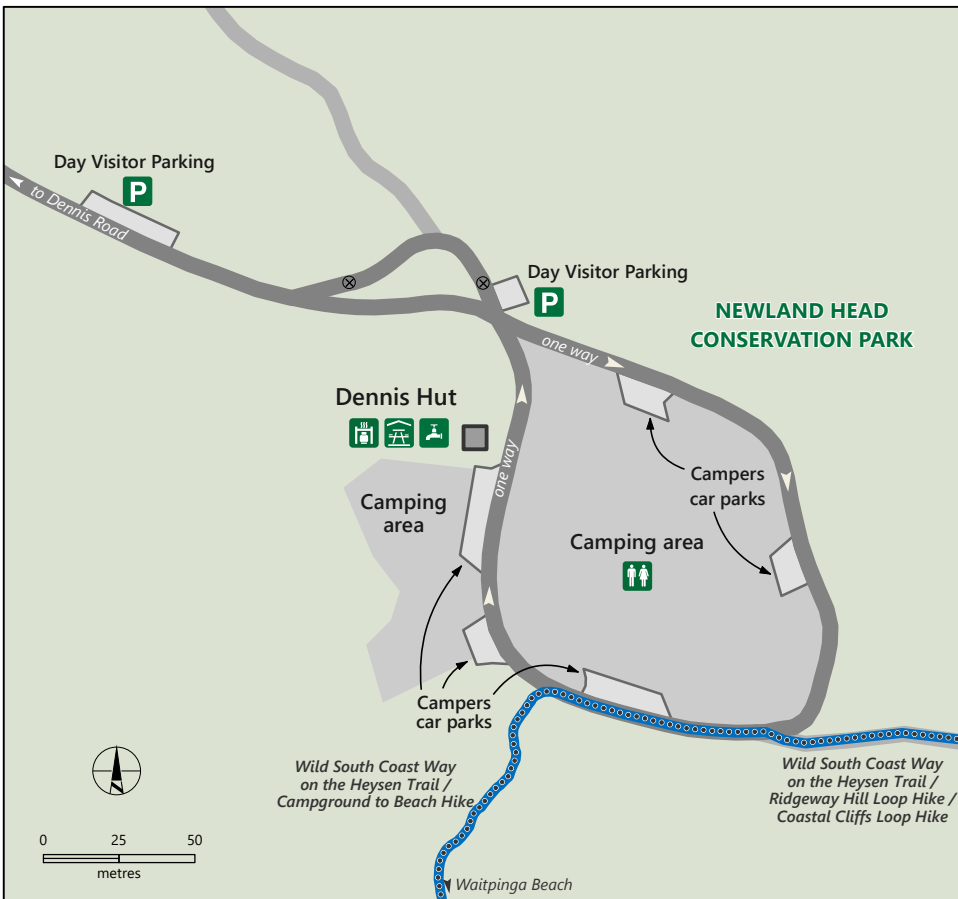 Day Visitor Parking
P
to Dennis Road
Day Visitor Parking
P
NEWLAND HEAD
CONSERVATION PARK
one way
Dennis Hut
one way
Campers
car parks
Camping
area
Camping area
Campers
car parks
Wild South Coast Way
on the Heysen Trail /
Campground to Beach Hike
Wild South Coast Way
on the Heysen Trail /
Ridgeway Hill Loop Hike /
Coastal Cliffs Loop Hike
0 25 50
metres
Waitpinga Beach